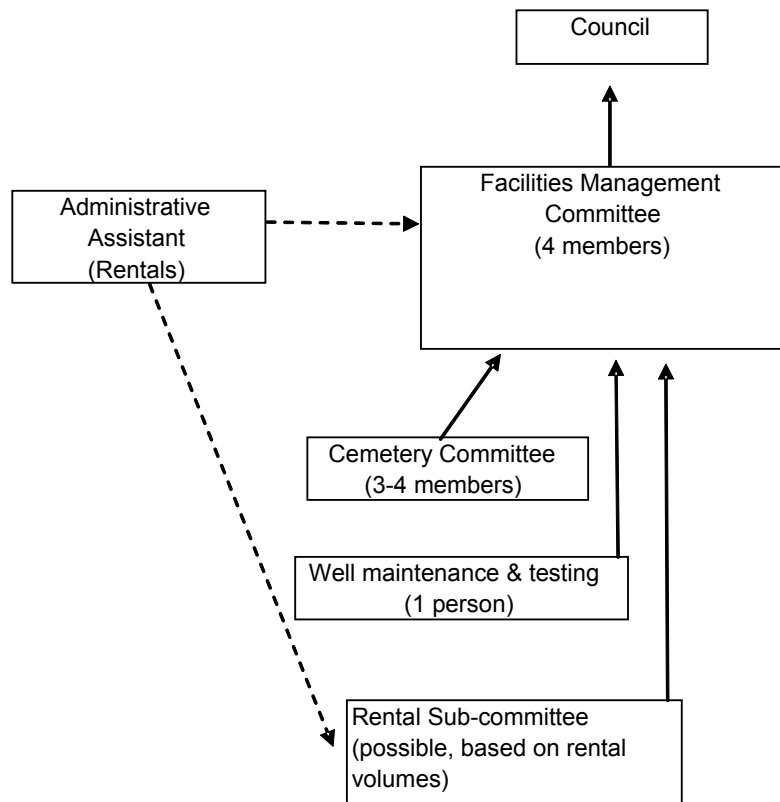 Council
Facilities Management
Committee
(4 members)
Administrative
Assistant
(Rentals)
Cemetery Committee
(3-4 members)
Well maintenance & testing
(1 person)
Rental Sub-committee
(possible, based on rental
volumes)